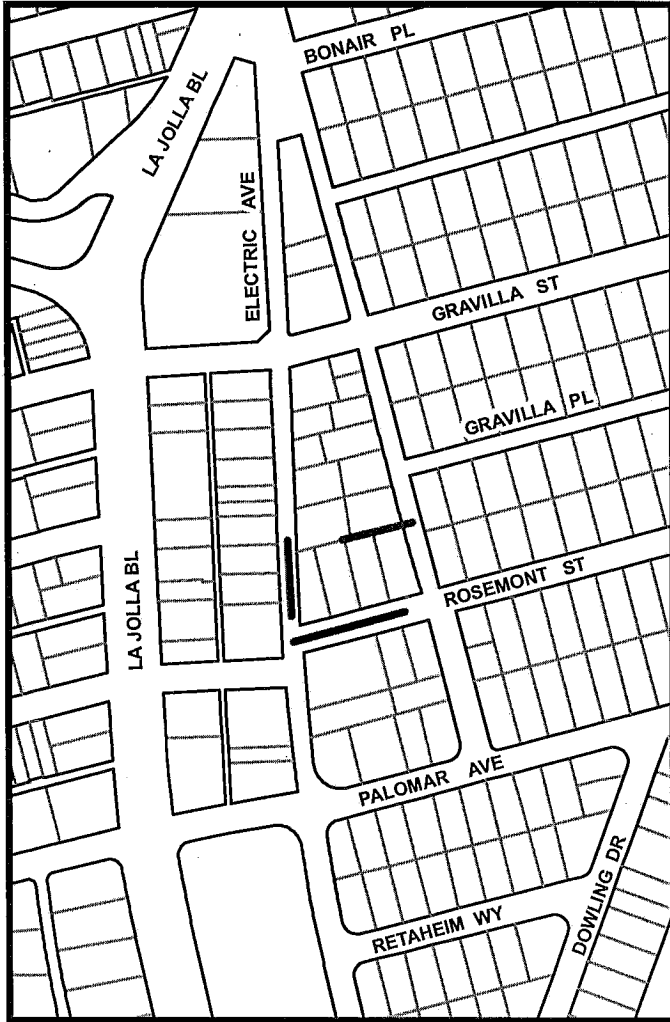 BONAIR PL
LA JOLLA BL
ELECTRIC AVE
GRAVILLA ST
GRAVILLA PL
ROSEMONT ST
LA JOLLA BL
PALOMAR AVE
DOWLING DR
RETAHEIM WY